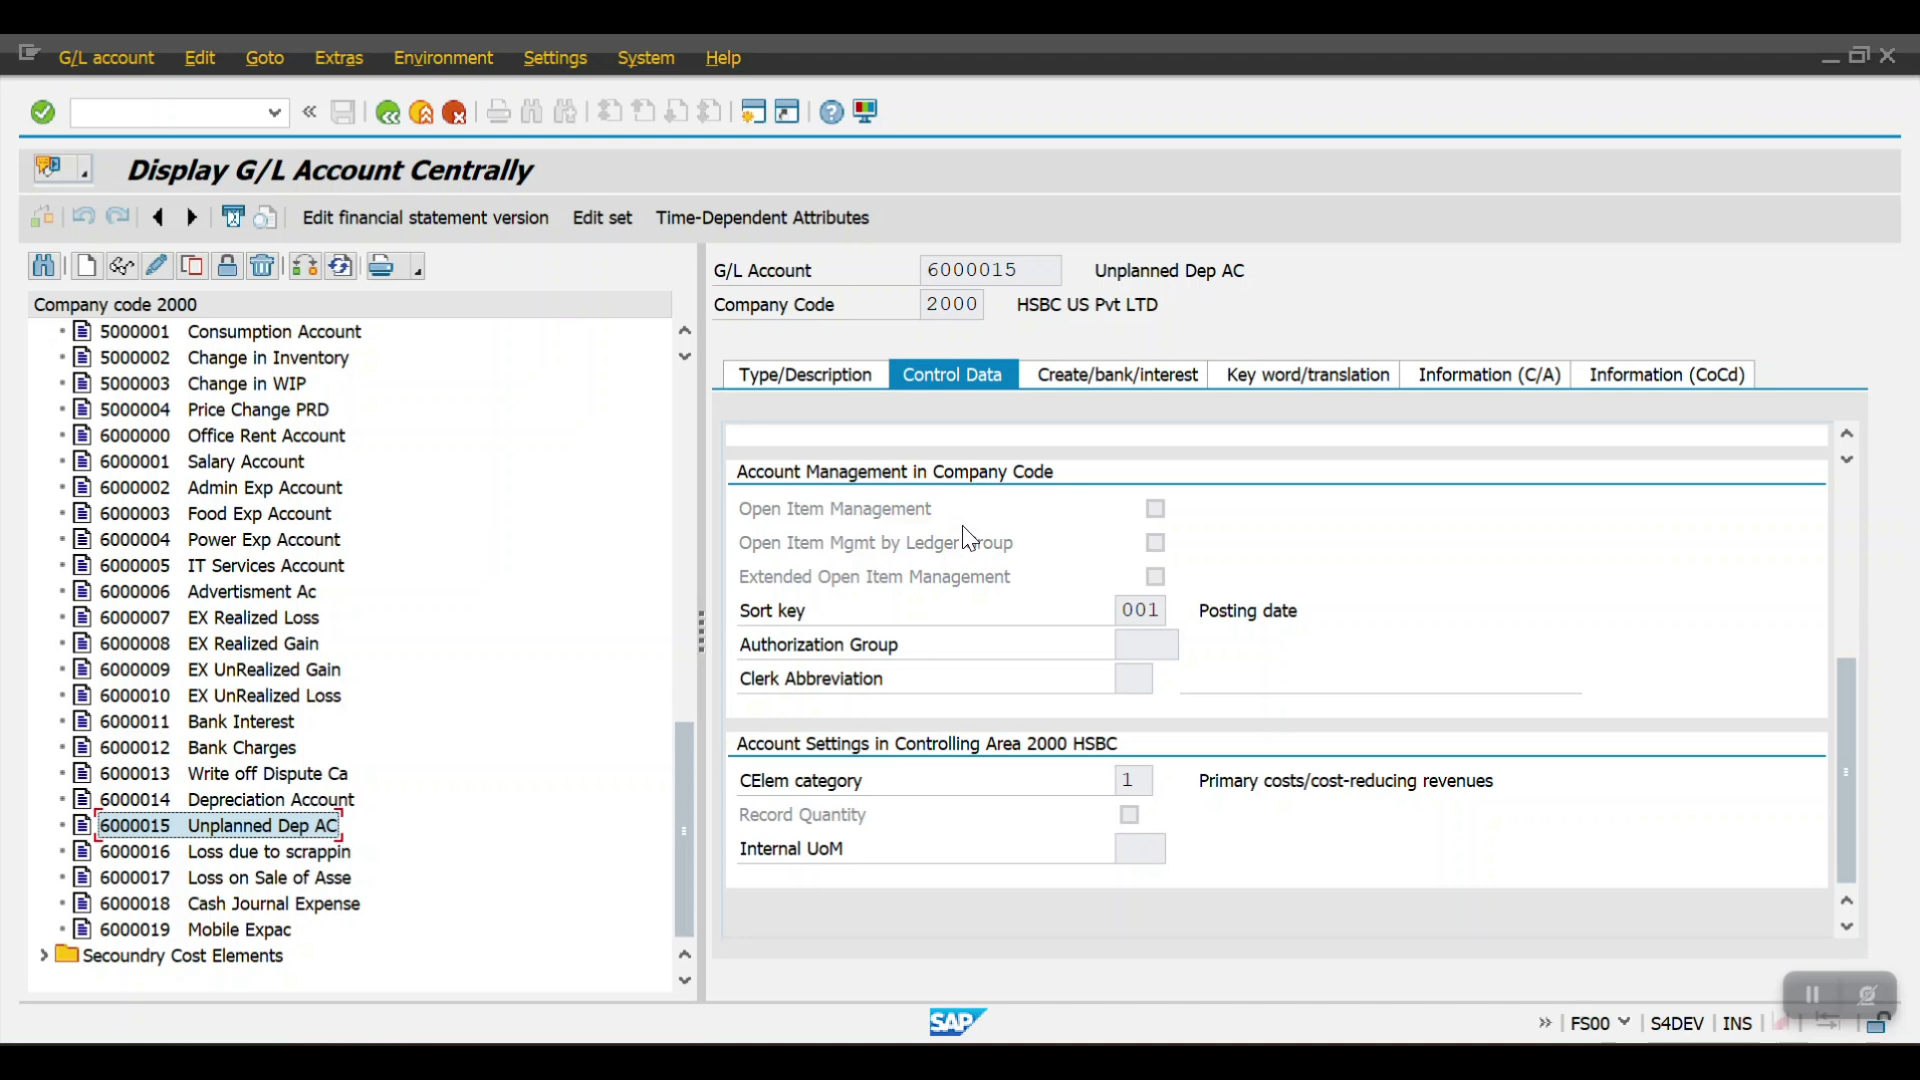 G/L account Edit Goto Extras Environment Settings System Help
Display G/L Account Centrally
Edit financial statement version Edit set Time-Dependent Attributes
G/L Account 6000015 Unplanned Dep AC
Company Code 2000 HSBC US Pvt LTD
Company code 2000
5000001 Consumption Account
5000002 Change in Inventory
5000003 Change in WIP
5000004 Price Change PRD
6000000 Office Rent Account
6000001 Salary Account
6000002 Admin Exp Account
6000003 Food Exp Account
6000004 Power Exp Account
6000005 IT Services Account
6000006 Advertisment Ac
6000007 EX Realized Loss
6000008 EX Realized Gain
6000009 EX UnRealized Gain
6000010 EX UnRealized Loss
6000011 Bank Interest
6000012 Bank Charges
6000013 Write off Dispute Ca
6000014 Depreciation Account
6000015 Unplanned Dep AC
6000016 Loss due to scrappin
6000017 Loss on Sale of Asse
6000018 Cash Journal Expense
6000019 Mobile Expac
Secoundry Cost Elements
Type/Description Control Data Create/bank/interest Key word/translation Information (C/A) Information (CoCd)
Account Management in Company Code
Open Item Management
Open Item Mgmt by Ledger Group
Extended Open Item Management
Sort key 001 Posting date
Authorization Group
Clerk Abbreviation
Account Settings in Controlling Area 2000 HSBC
CElem category 1 Primary costs/cost-reducing revenues
Record Quantity
Internal UoM
SAP
FS00 S4DEV INS